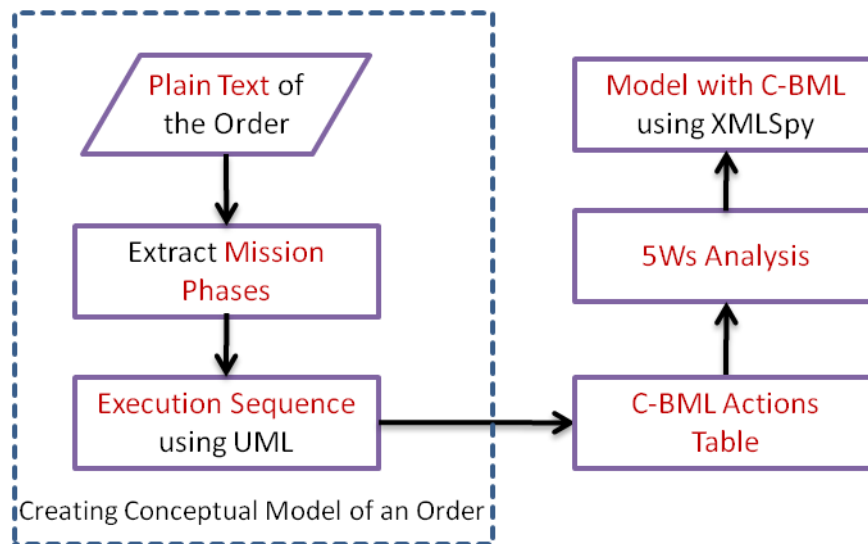 Plain Text of
the Order
Extract Mission
Phases
Execution Sequence
using UML
Creating Conceptual Model of an Order
C-BML Actions
Table
5Ws Analysis
Model with C-BML
using XMLSpy